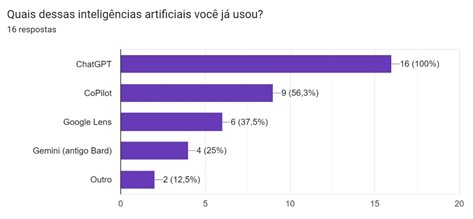 Quais dessas inteligências artificiais você já usou?
16 respostas
ChatGPT 16 (100%)
CoPilot 9 (56,3%)
Google Lens 6 (37,5%)
Gemini (antigo Bard) 4 (25%)
Outro 2 (12,5%)
0 5 10 15 20